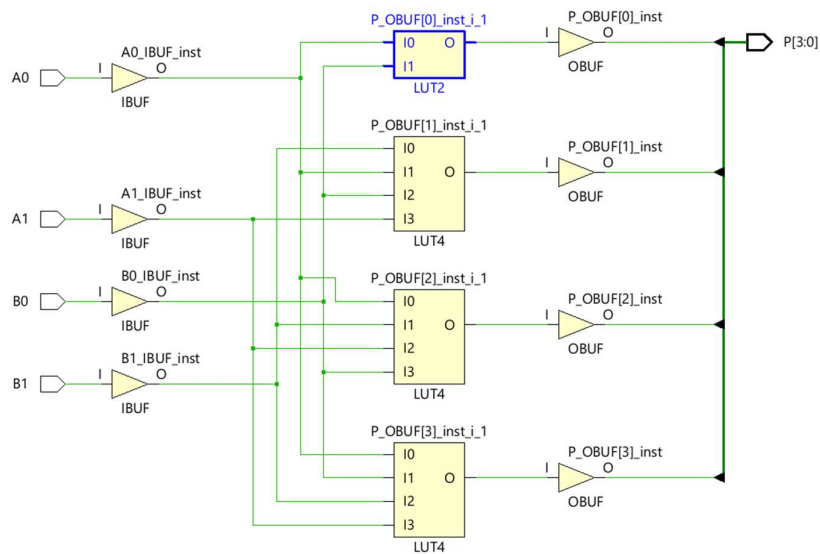 A0
I
A0_IBUF_inst
O
IBUF
A1
I
A1_IBUF_inst
O
IBUF
B0
I
B0_IBUF_inst
O
IBUF
B1
I
B1_IBUF_inst
O
IBUF
P_OBUF[0]_inst_i_1
I0
O
I1
LUT2
P_OBUF[1]_inst_i_1
I0
I1
O
I2
I3
LUT4
P_OBUF[2]_inst_i_1
I0
I1
O
I2
I3
LUT4
P_OBUF[3]_inst_i_1
I0
I1
O
I2
I3
LUT4
P_OBUF[0]_inst
I
O
OBUF
P_OBUF[1]_inst
I
O
OBUF
P_OBUF[2]_inst
I
O
OBUF
P_OBUF[3]_inst
I
O
OBUF
P[3:0]